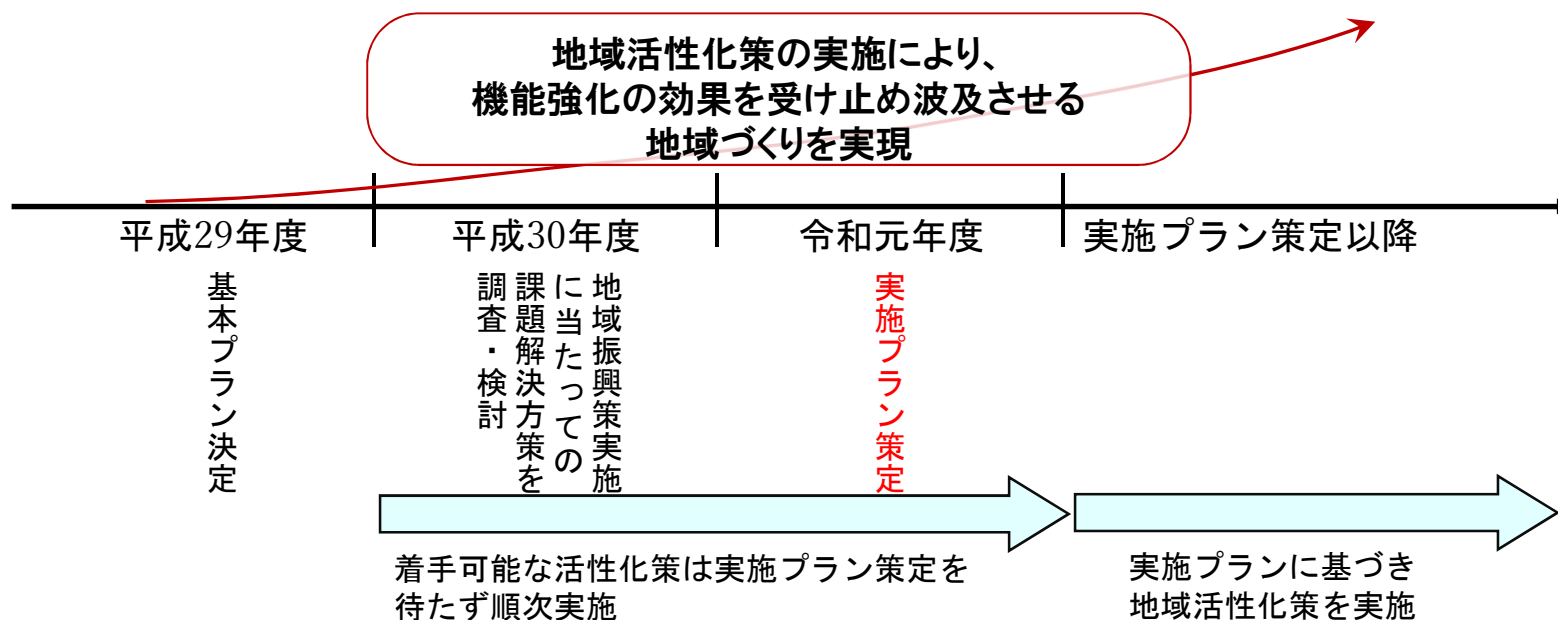 地域活性化策の実施により、
機能強化の効果を受け止め波及させる
地域づくりを実現
平成29年度
平成30年度
令和元年度
実施プラン策定以降
基本プラン決定
地域振興策実施
に当たっての
課題解決方策を
調査・検討
実施プラン策定
着手可能な活性化策は実施プラン策定を
待たず順次実施
実施プランに基づき
地域活性化策を実施